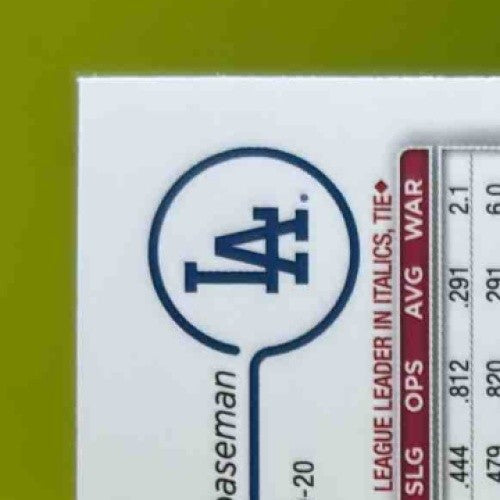 LA
baseman
-20
LEAGUE LEADER IN ITALICS, TIE♦
SLG OPS AVG WAR
.444 .812 .291 2.1
.479 .820 .291 6.0